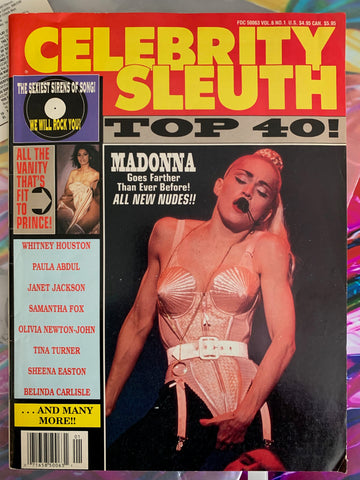 FDC 50063 VOL.6 NO.1 U.S. $4.95 CAN. $5.95
CELEBRITY
SLEUTH
THE SEXIEST SIRENS OF SONG!
WE WILL ROCK YOU!
TOP 40!
ALL THE
VANITY
THAT'S
FIT
TO
PRINCE!
MADONNA
Goes Farther
Than Ever Before!
ALL NEW NUDES!!
WHITNEY HOUSTON
PAULA ABDUL
JANET JACKSON
SAMANTHA FOX
OLIVIA NEWTON-JOHN
TINA TURNER
SHEENA EASTON
BELINDA CARLISLE
. . . AND MANY
MORE!!
01